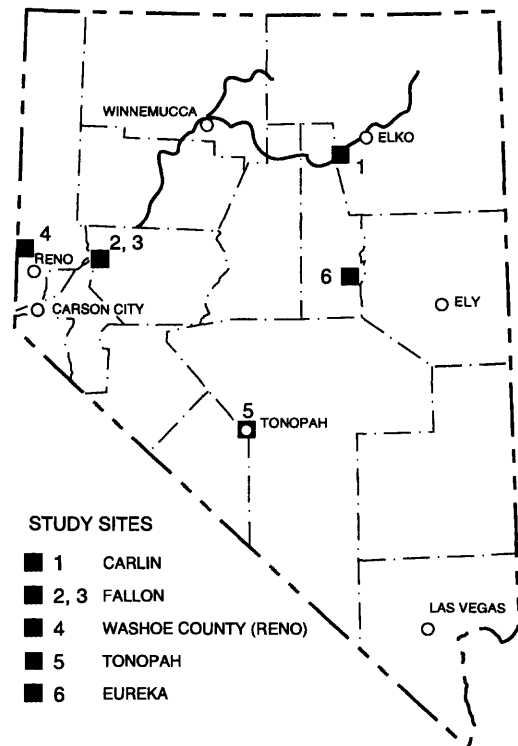 WINNEMUCCA
ELKO
1
4
2, 3
RENO
6
CARSON CITY
ELY
5
TONOPAH
STUDY SITES
1 CARLIN
2, 3 FALLON
4 WASHOE COUNTY (RENO)
5 TONOPAH
6 EUREKA
LAS VEGAS